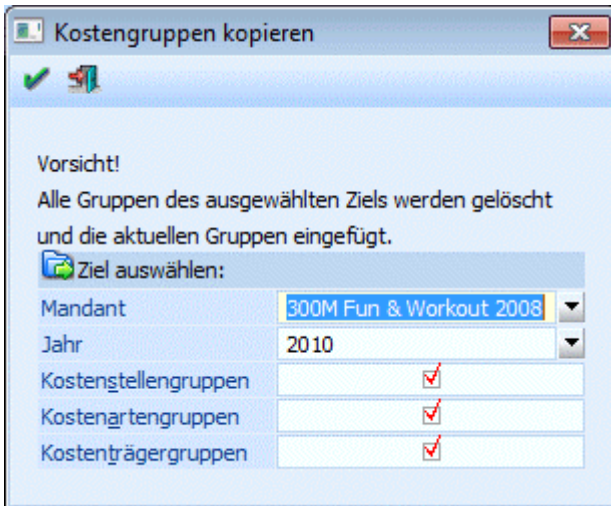 Kostengruppen kopieren
Vorsicht!
Alle Gruppen des ausgewählten Ziels werden gelöscht
und die aktuellen Gruppen eingefügt.
Ziel auswählen:
Mandant 300M Fun & Workout 2008
Jahr 2010
Kostenstellengruppen
Kostenartengruppen
Kostenträgergruppen